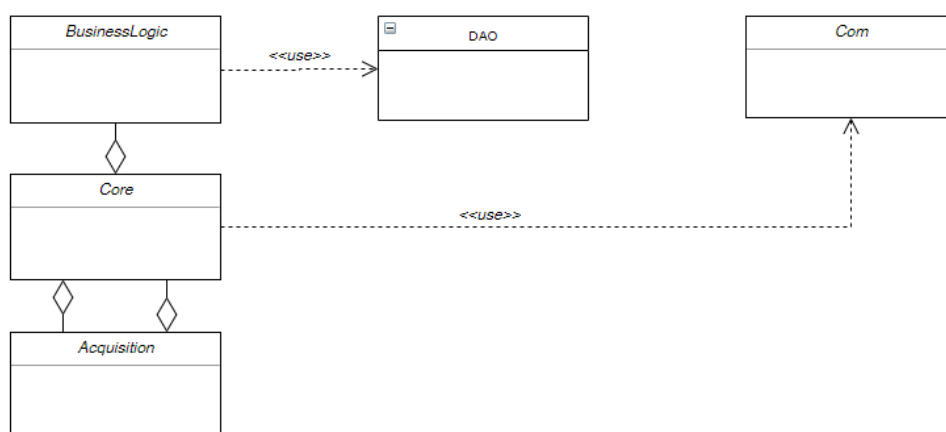 BusinessLogic
DAO
Com
<<use>>
Core
<<use>>
Acquisition